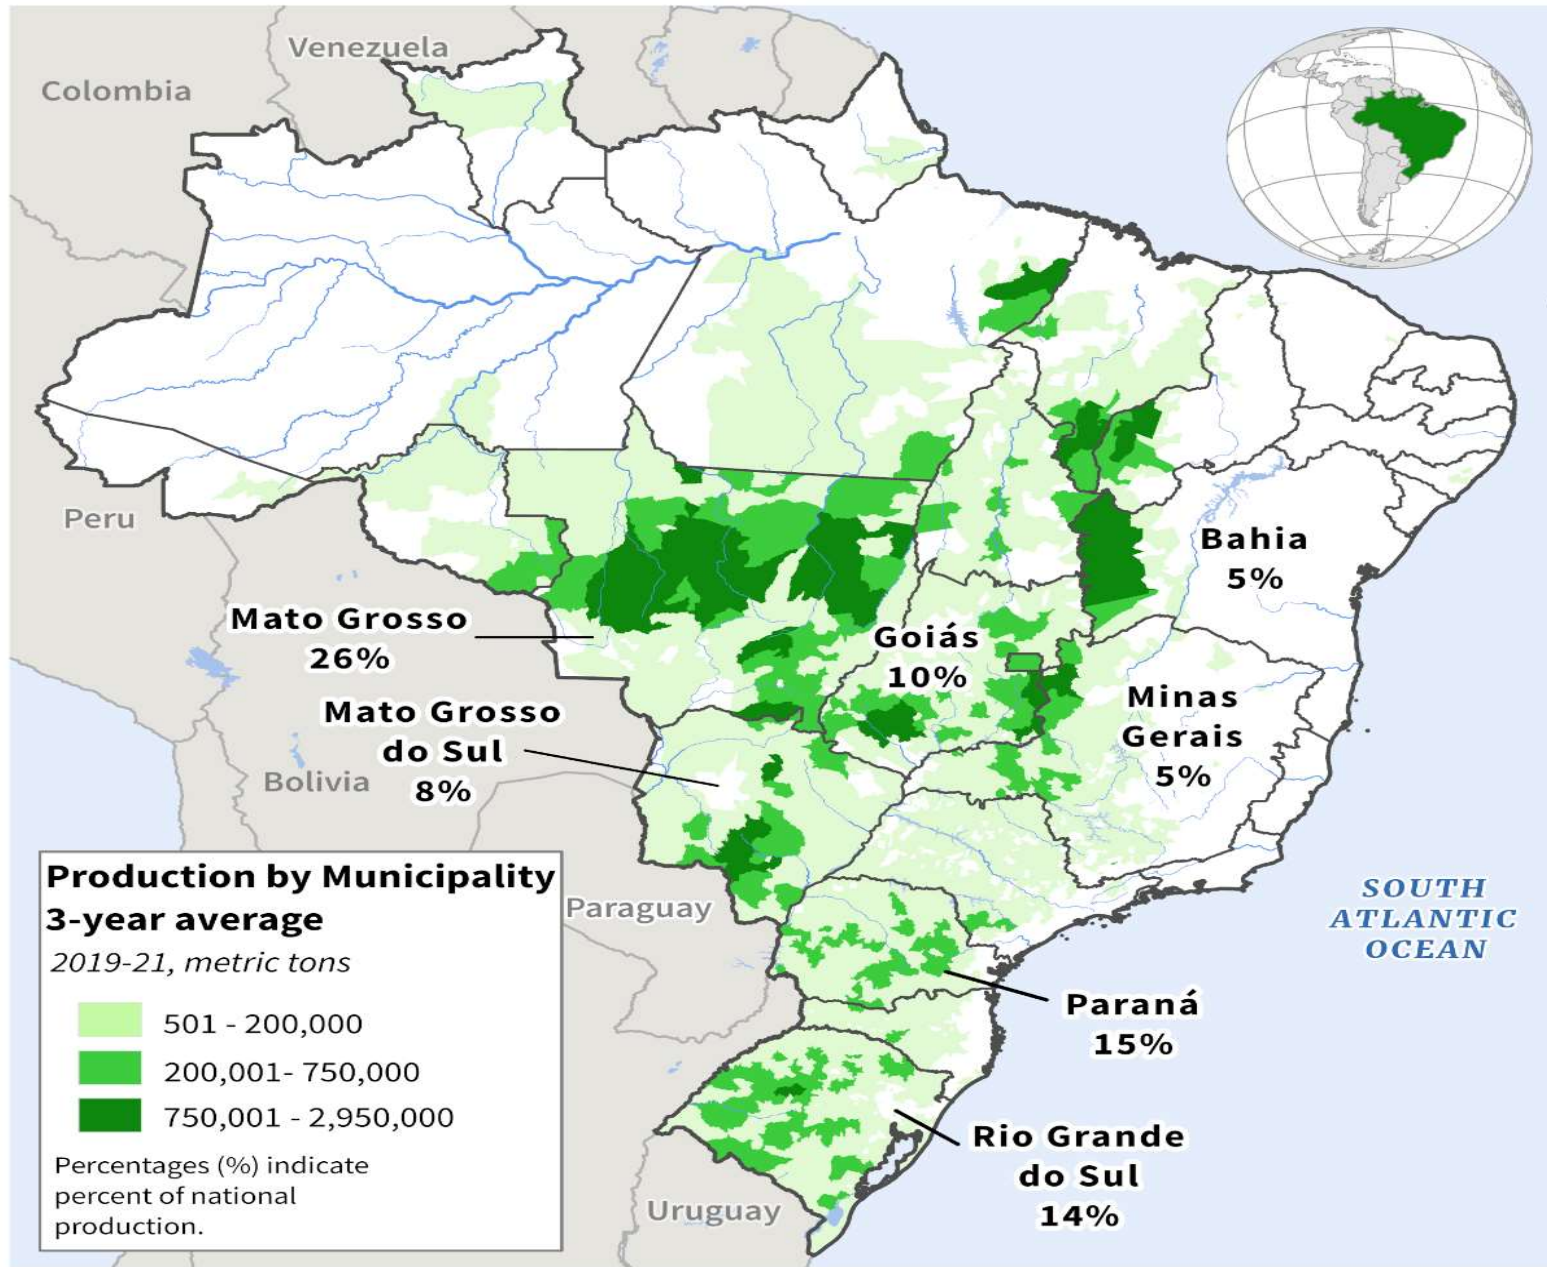 Venezuela
Colombia
Peru
Bahia
5%
Mato Grosso
26%
Goiás
10%
Minas
Gerais
5%
Mato Grosso
do Sul
8%
Bolivia
Production by Municipality
3-year average
2019-21, metric tons
501 - 200,000
200,001- 750,000
750,001 - 2,950,000
Percentages (%) indicate
percent of national
production.
Paraguay
SOUTH
ATLANTIC
OCEAN
Paraná
15%
Rio Grande
do Sul
14%
Uruguay